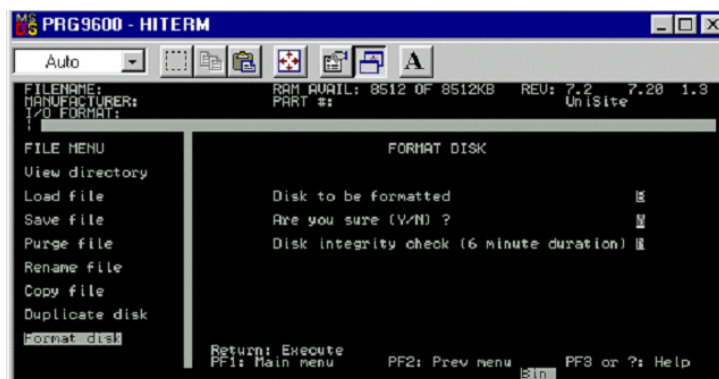 PRG9600 - HITERM
Auto
A
FILENAME: RAM AVAIL: 8512 OF 8512KB REV: 7.2 7.20 1.3
MANUFACTURER: PART #: UniSite
I/O FORMAT:
FILE MENU FORMAT DISK
View directory
Load file Disk to be formatted
Save file Are you sure (Y/N) ? Y
Purge file Disk integrity check (6 minute duration)
Rename file
Copy file
Duplicate disk
Format disk
Return: Execute
PF1: Main menu PF2: Prev menu PF3 or ?: Help
Bin